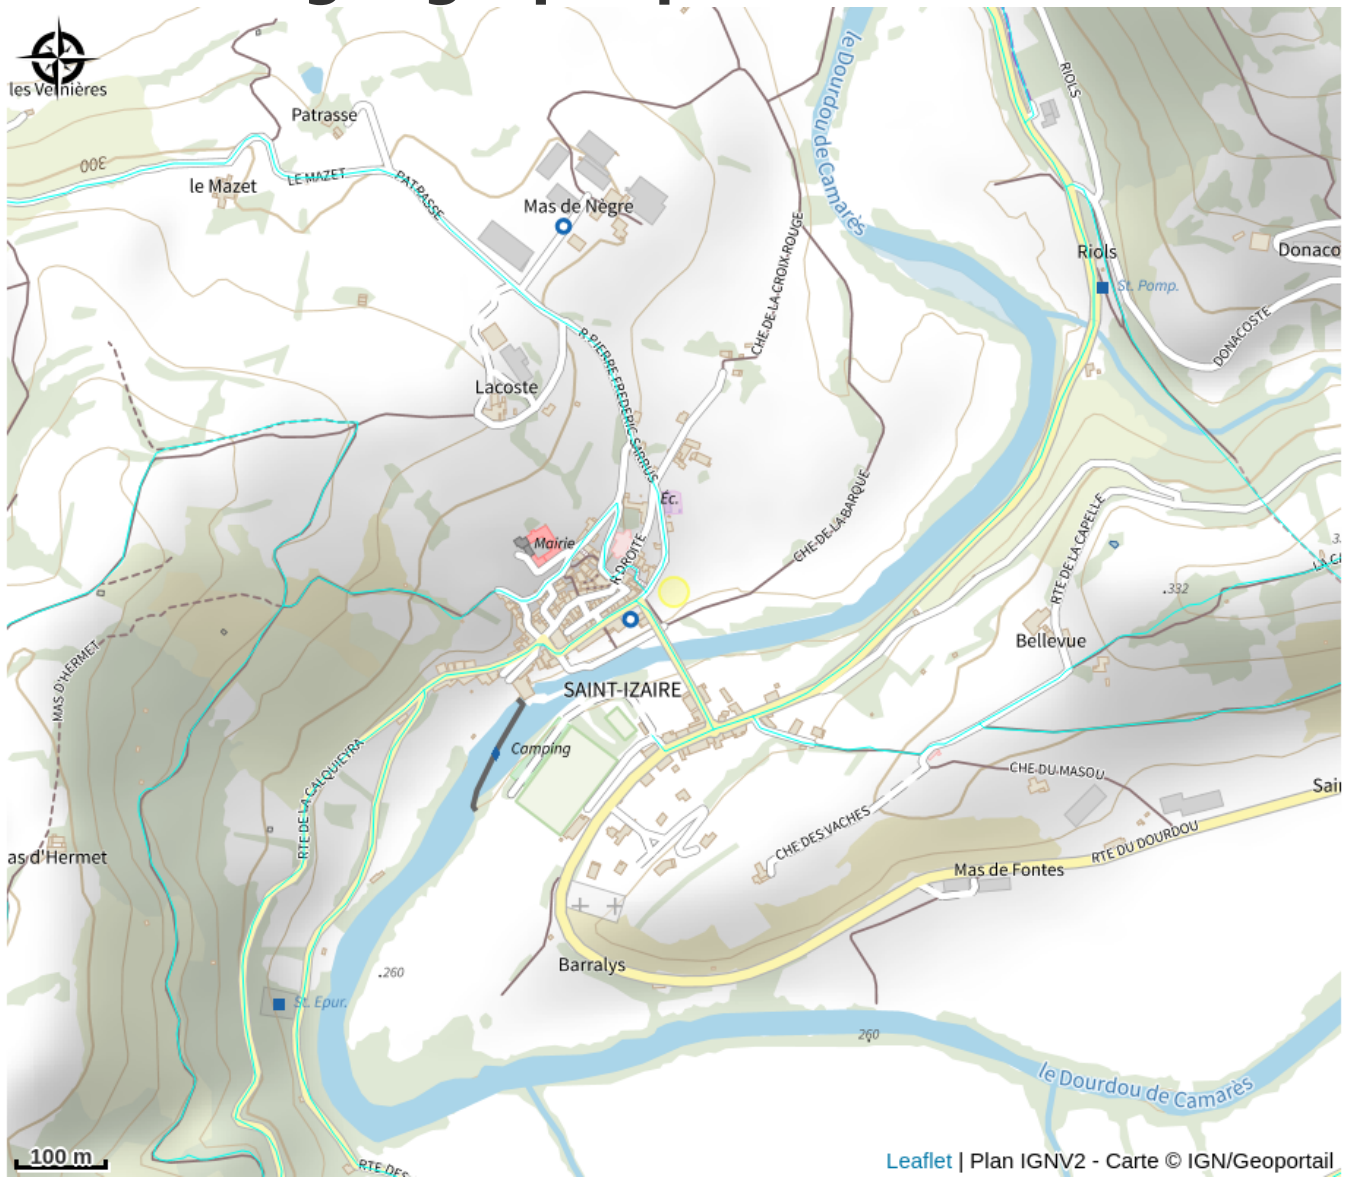 les Vernières
Patrasse
300
le Mazet
LE MAZET
PATRASSE
Mas de Nègre
le Dourdou de Camarès
RIOLS
Riols
St. Pomp.
Donaco
DONACOSTE
CHE-DE-LA-CROIX-ROUGE
R PIERRE FREDERIC SARRUS
Lacoste
Éc.
Mairie
R DROITE
CHE-DE-LA-BARQUE
RTE-DE-LA CAPELLE
.332
LA C
Bellevue
MAS D'HERMET
SAINT-IZAIRE
Camping
RTE DE LA CALQUIEYRA
CHE DU MASOU
Sai
CHE DES VACHES
RTE DU DOURDOU
as d'Hermet
Mas de Fontes
Barralys
.260
St. Epur.
260
le Dourdou de Camarès
100 m
RTE DES
Leaflet | Plan IGNV2 - Carte © IGN/Geoportail